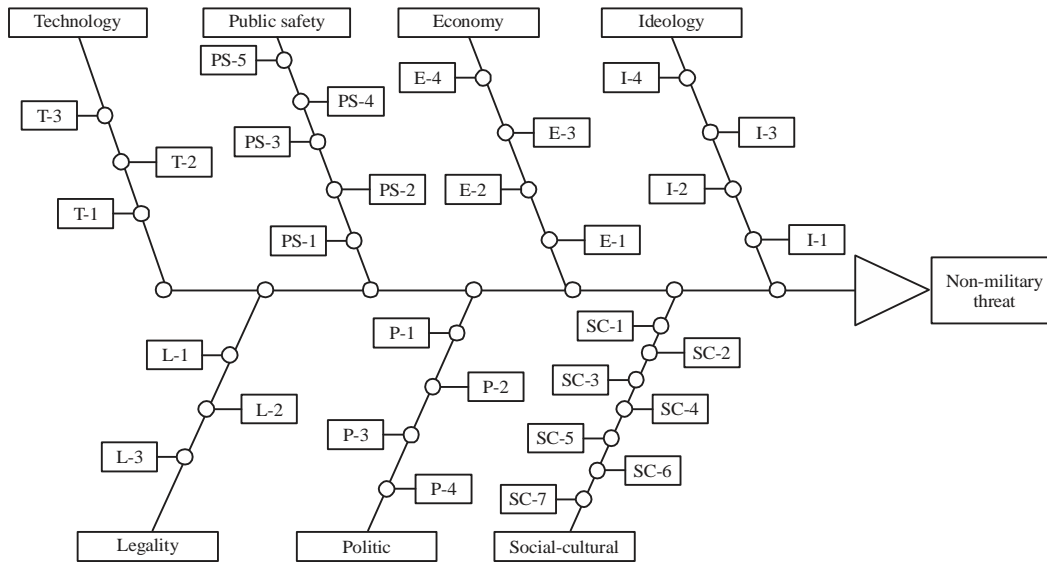 Technology
Public safety
Economy
Ideology
PS-5
E-4
I-4
PS-4
T-3
PS-3
E-3
I-3
T-2
PS-2
E-2
I-2
T-1
PS-1
E-1
I-1
Non-military
threat
SC-1
P-1
L-1
SC-2
SC-3
P-2
L-2
SC-4
P-3
SC-5
L-3
SC-6
P-4
SC-7
Legality
Politic
Social-cultural